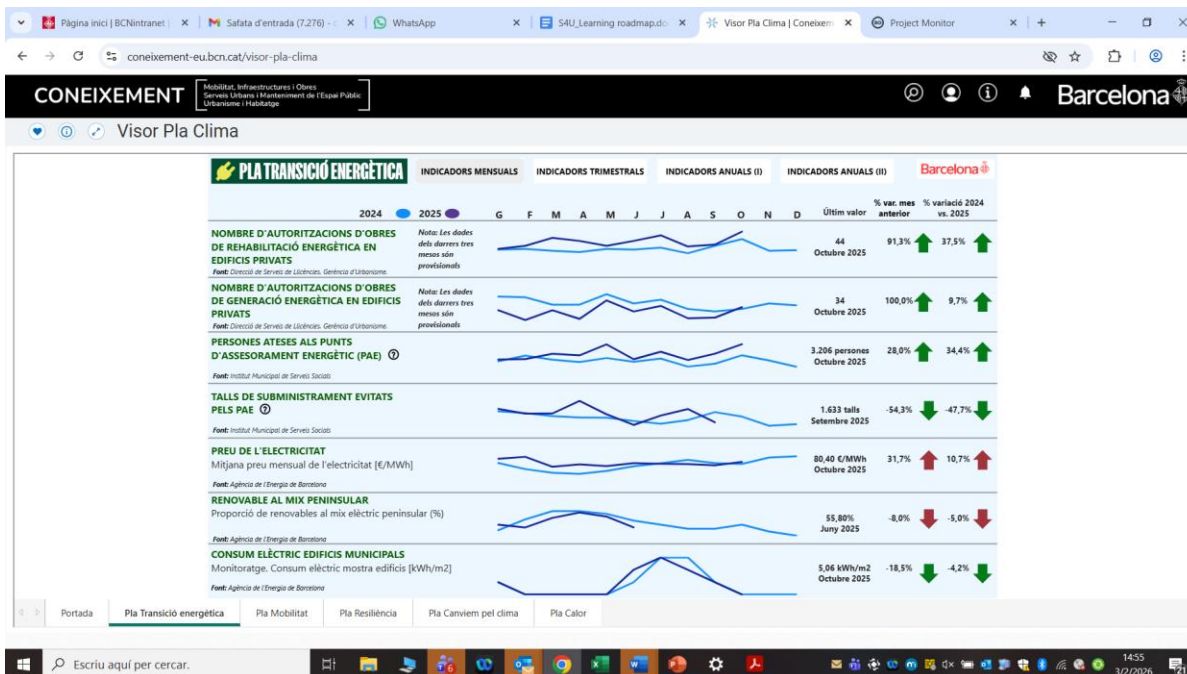 Pàgina inici | BCNintranet |
Safata d'entrada (7.276) - c
WhatsApp
S4U_Learning roadmap.do
Visor Pla Clima | Coneixem
Project Monitor
coneixement-eu.bcn.cat/visor-pla-clima
CONEIXEMENT
Mobilitat, Infraestructures i Obres
Serveis Urbans i Manteniment de l'Espai Públic
Urbanisme i Habitatge
Barcelona
Visor Pla Clima
PLA TRANSICIÓ ENERGÈTICA
INDICADORS MENSUALS
INDICADORS TRIMESTRALS
INDICADORS ANUALS (I)
INDICADORS ANUALS (II)
Barcelona
2024 2025 G F M A M J J A S O N D Últim valor % var. mes anterior % variació 2024 vs. 2025
NOMBRE D'AUTORITZACIONS D'OBRES
DE REHABILITACIÓ ENERGÈTICA EN
EDIFICIS PRIVATS
Font: Direcció de Serveis de Llicències. Gerència d'Urbanisme.
Nota: Les dades
dels darrers tres
mesos són
provisionals
44
Octubre 2025
91,3% 37,5%
NOMBRE D'AUTORITZACIONS D'OBRES
DE GENERACIÓ ENERGÈTICA EN EDIFICIS
PRIVATS
Font: Direcció de Serveis de Llicències. Gerència d'Urbanisme.
Nota: Les dades
dels darrers tres
mesos són
provisionals
34
Octubre 2025
100,0% 9,7%
PERSONES ATESES ALS PUNTS
D'ASSESORAMENT ENERGÈTIC (PAE)
Font: Institut Municipal de Serveis Socials
3.206 persones
Octubre 2025
28,0% 34,4%
TALLS DE SUBMINISTRAMENT EVITATS
PELS PAE
Font: Institut Municipal de Serveis Socials
1.633 talls
Setembre 2025
-54,3% -47,7%
PREU DE L'ELECTRICITAT
Mitjana preu mensual de l'electricitat [€/MWh]
Font: Agència de l'Energia de Barcelona
80,40 €/MWh
Octubre 2025
31,7% 10,7%
RENOVABLE AL MIX PENINSULAR
Proporció de renovables al mix elèctric peninsular (%)
Font: Agència de l'Energia de Barcelona
55,80%
Juny 2025
-8,0% -5,0%
CONSUM ELÈCTRIC EDIFICIS MUNICIPALS
Monitoratge. Consum elèctric mostra edificis [kWh/m2]
Font: Agència de l'Energia de Barcelona
5,06 kWh/m2
Octubre 2025
-18,5% -4,2%
Portada
Pla Transició energètica
Pla Mobilitat
Pla Resiliència
Pla Canviem pel clima
Pla Calor
Escriu aquí per cercar.
14:55
3/2/2026